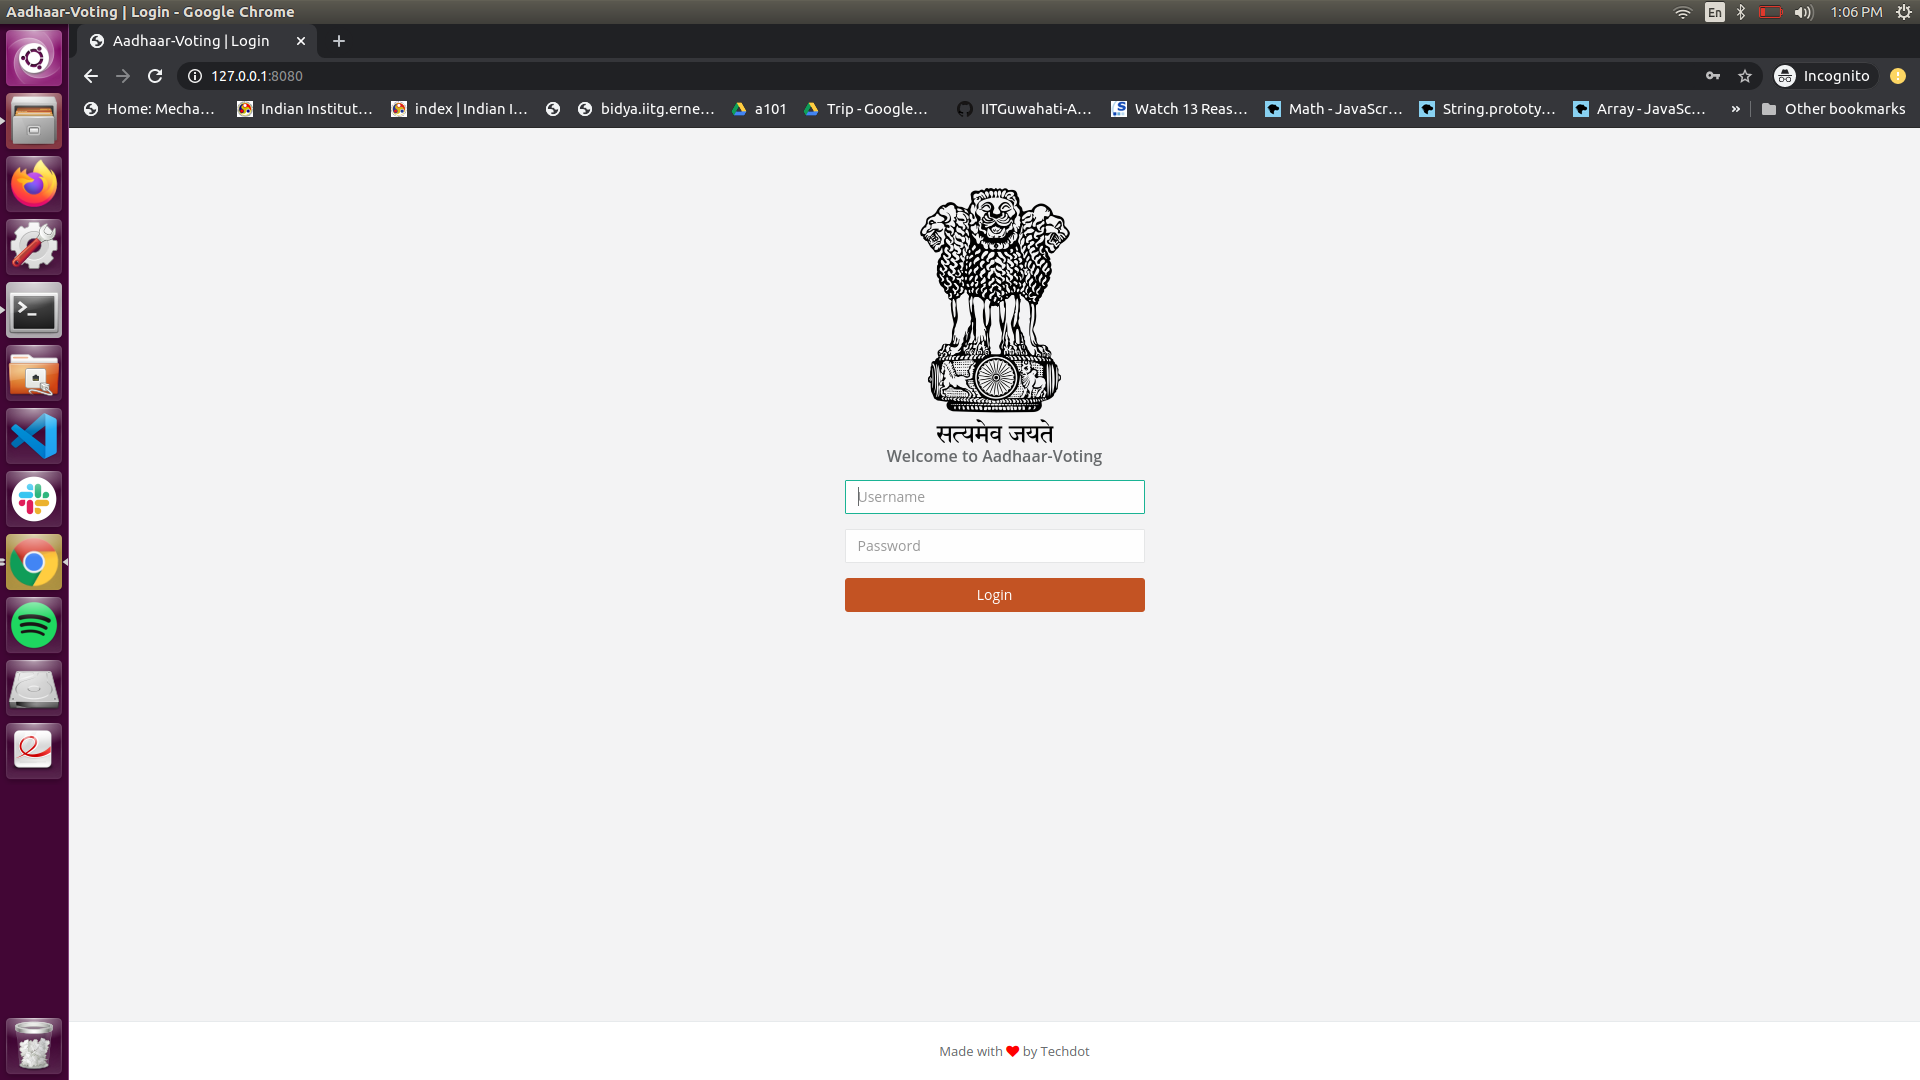 Aadhaar-Voting | Login - Google Chrome
En
1:06 PM
Aadhaar-Voting | Login
127.0.0.1:8080
Incognito
Home: Mecha...
Indian Institut...
index | Indian I...
bidya.iitg.erne...
a101
Trip - Google...
IITGuwahati-A...
Watch 13 Reas...
Math - JavaScr...
String.prototy...
Array - JavaSc...
»
Other bookmarks
सत्यमेव जयते
Welcome to Aadhaar-Voting
Username
Password
Login
Made with ❤ by Techdot